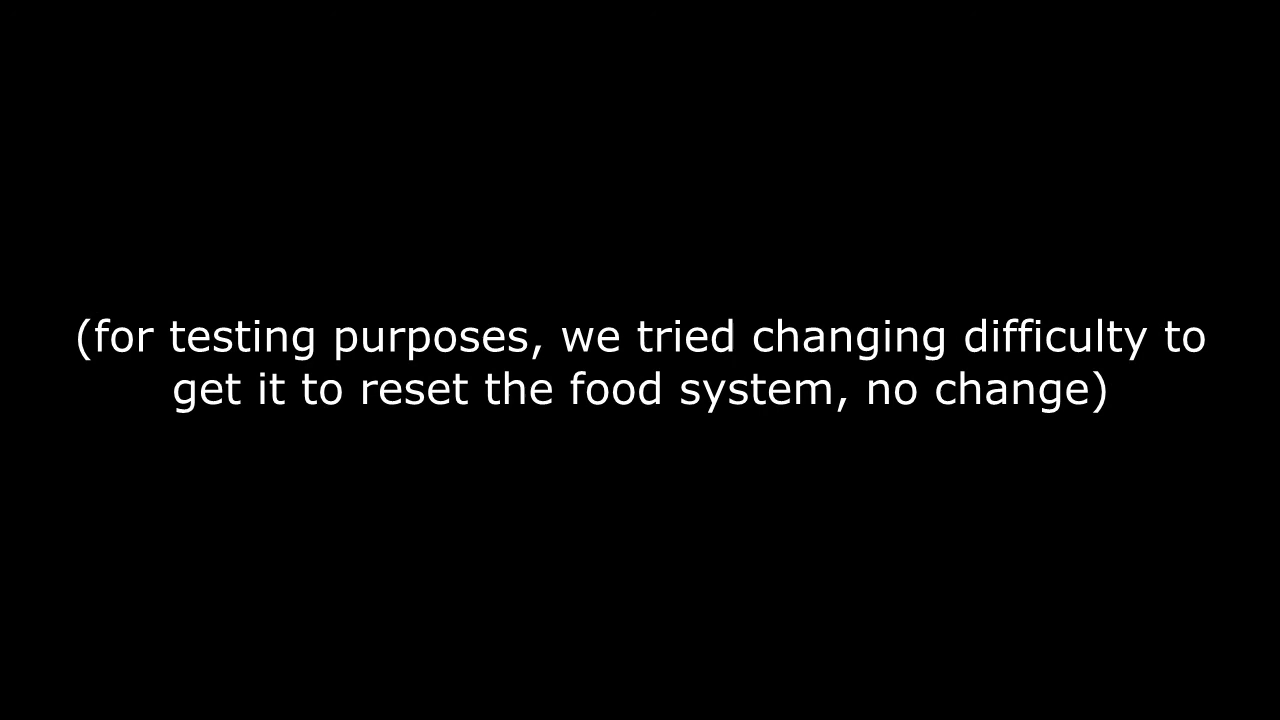 (for testing purposes, we tried changing difficulty to
get it to reset the food system, no change)